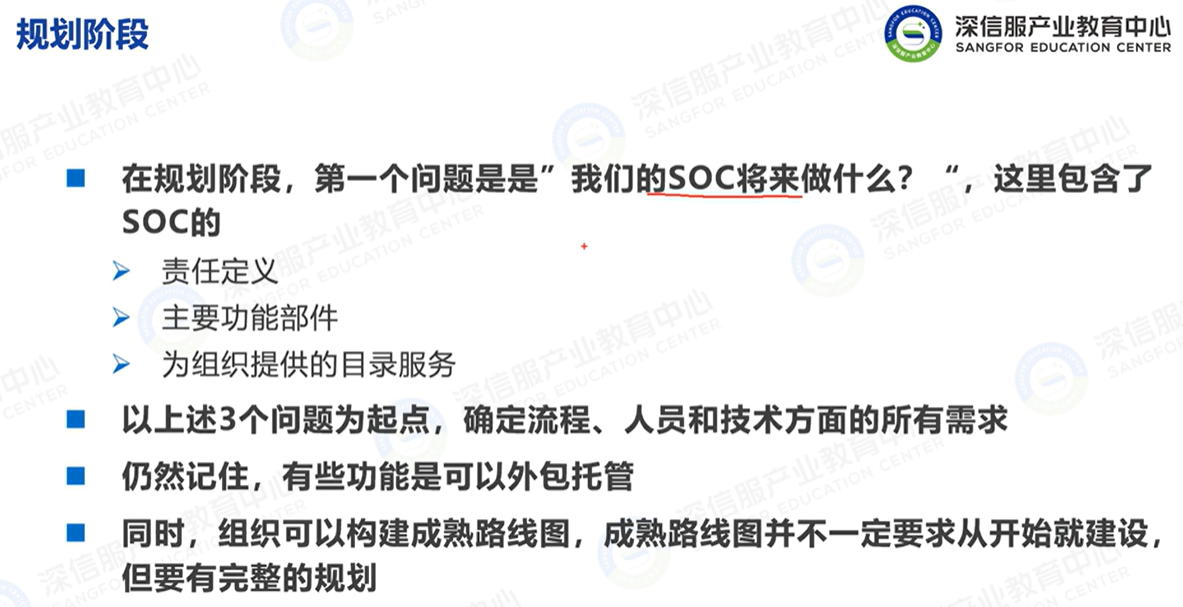 规划阶段
深信服产业教育中心
SANGFOR EDUCATION CENTER
在规划阶段，第一个问题是是”我们的SOC将来做什么？“，这里包含了
SOC的
责任定义
主要功能部件
为组织提供的目录服务
以上述3个问题为起点，确定流程、人员和技术方面的所有需求
仍然记住，有些功能是可以外包托管
同时，组织可以构建成熟路线图，成熟路线图并不一定要求从开始就建设，
但要有完整的规划